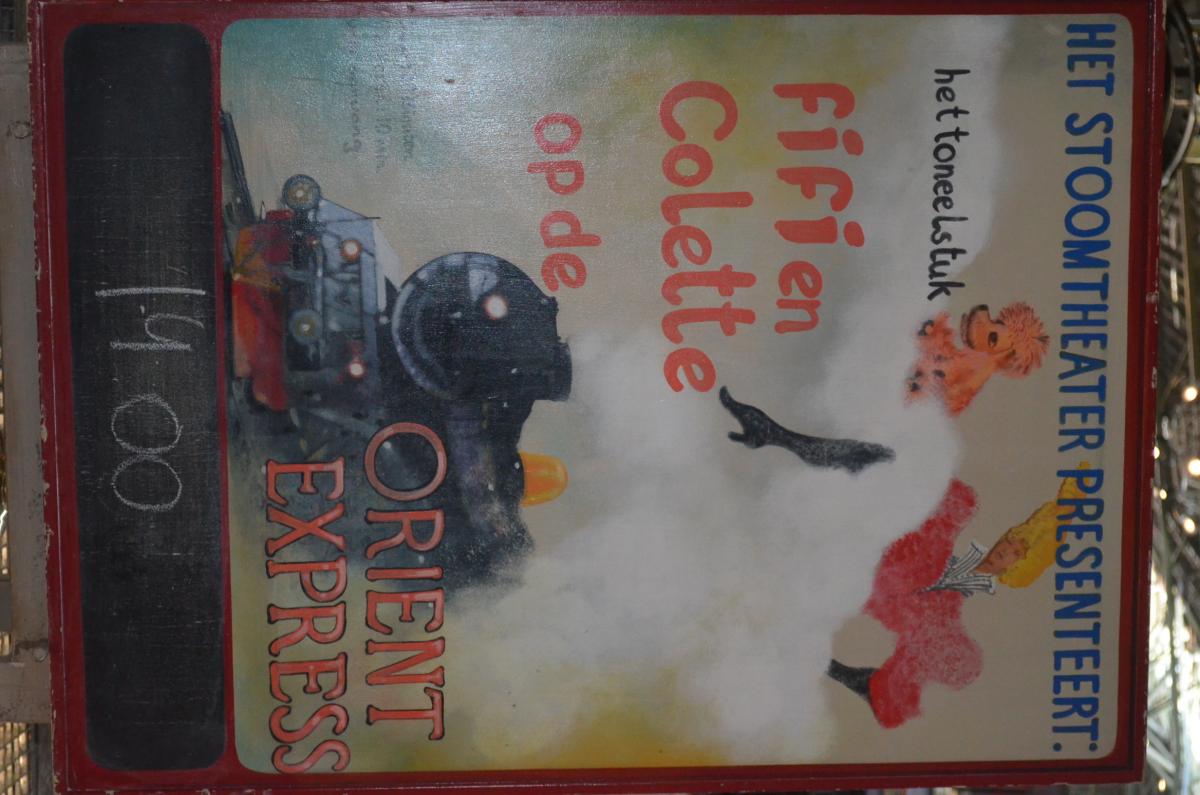 HET STOOMTHEATER PRESENTEERT:
het toneelstuk
Fifi en
Colette
op de
ORIENT
EXPRESS
14 00